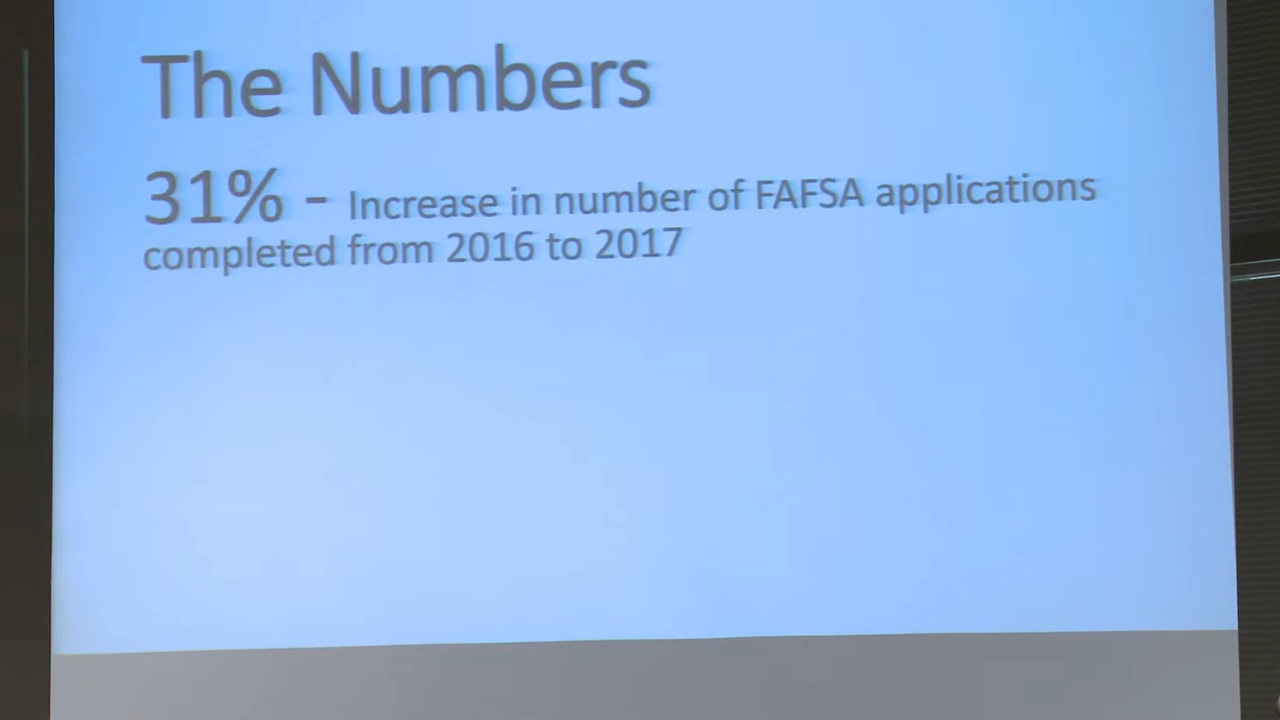 The Numbers
31% - Increase in number of FAFSA applications
completed from 2016 to 2017